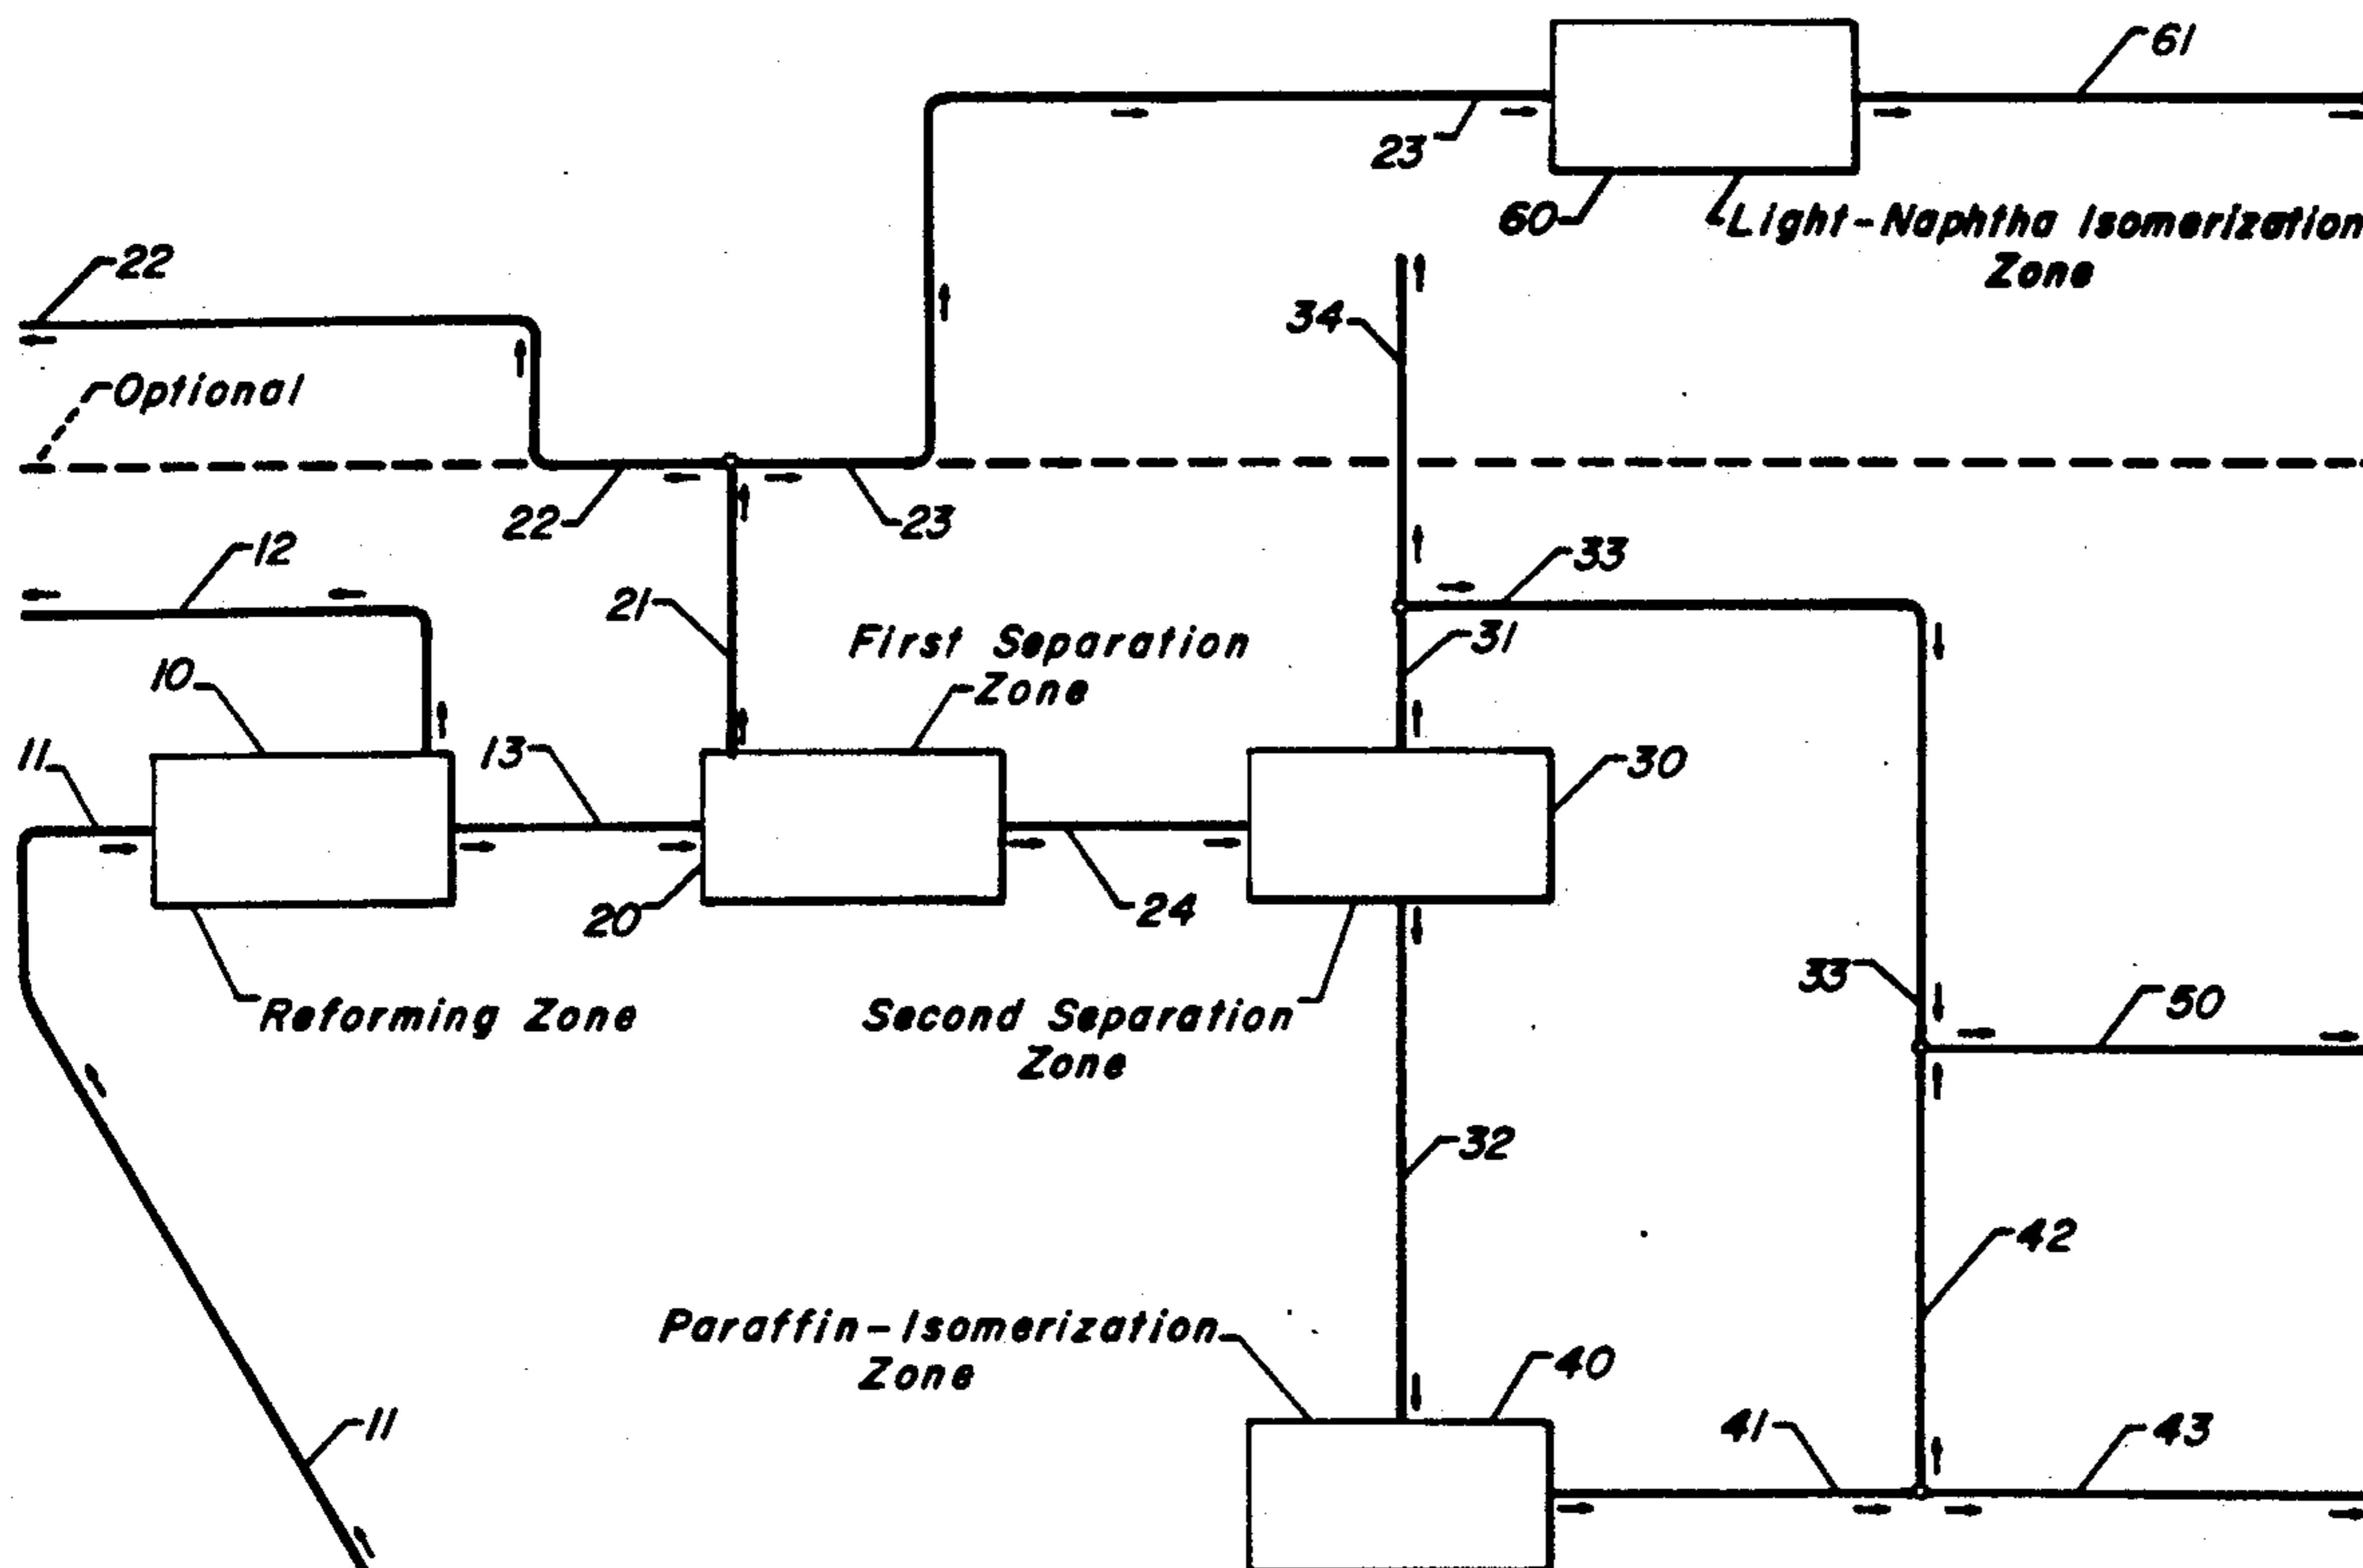 61
23
60
Light-Naphtha Isomerization
Zone
22
34
Optional
22
23
12
33
21
First Separation
Zone
31
10
11
13
30
20
24
Reforming Zone
Second Separation
Zone
33
50
32
42
Paraffin-Isomerization
Zone
40
11
41
43